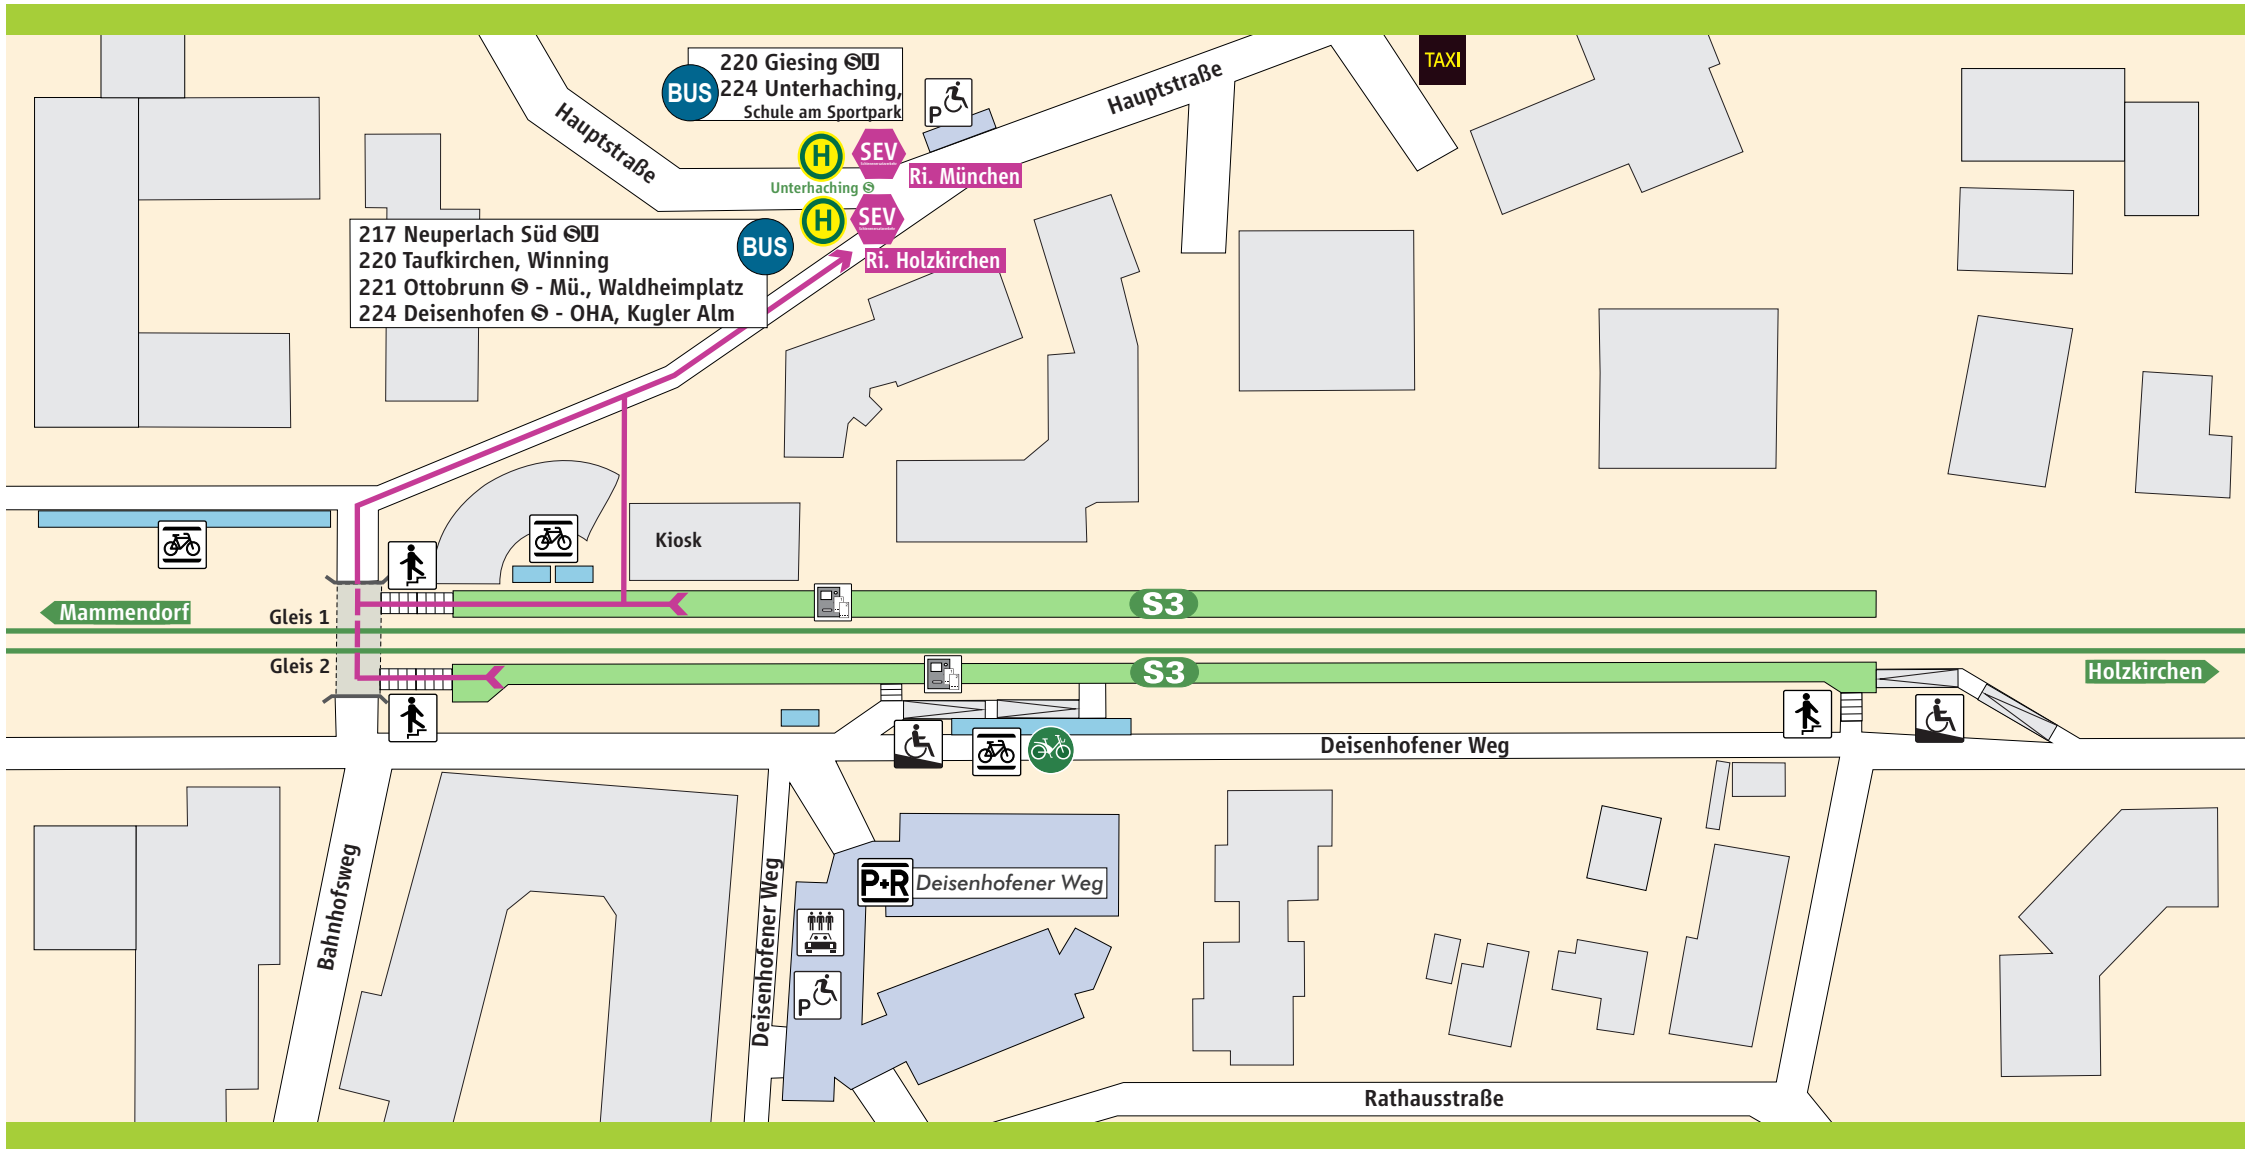 TAXI
BUS
220 Giesing S U
224 Unterhaching,
Schule am Sportpark
P
Hauptstraße
Hauptstraße
H
SEV
Ri. München
Unterhaching S
H
SEV
Ri. Holzkirchen
BUS
217 Neuperlach Süd S U
220 Taufkirchen, Winning
221 Ottobrunn S - Mü., Waldheimplatz
224 Deisenhofen S - OHA, Kugler Alm
Kiosk
Mammendorf
Gleis 1
S3
Gleis 2
S3
Holzkirchen
Deisenhofener Weg
Bahnhofsweg
Deisenhofener Weg
P+R
Deisenhofener Weg
P
Rathausstraße